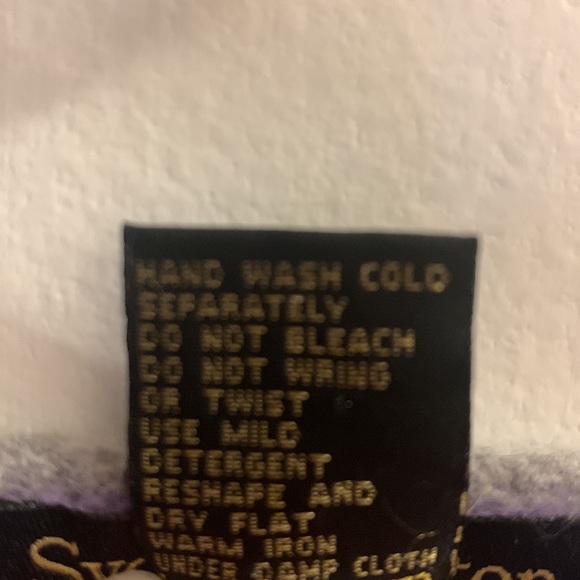 HAND WASH COLD
SEPARATELY
DO NOT BLEACH
DO NOT WRING
OR TWIST
USE MILD
DETERGENT
RESHAPE AND
DRY FLAT
WARM IRON
UNDER DAMP CLOTH